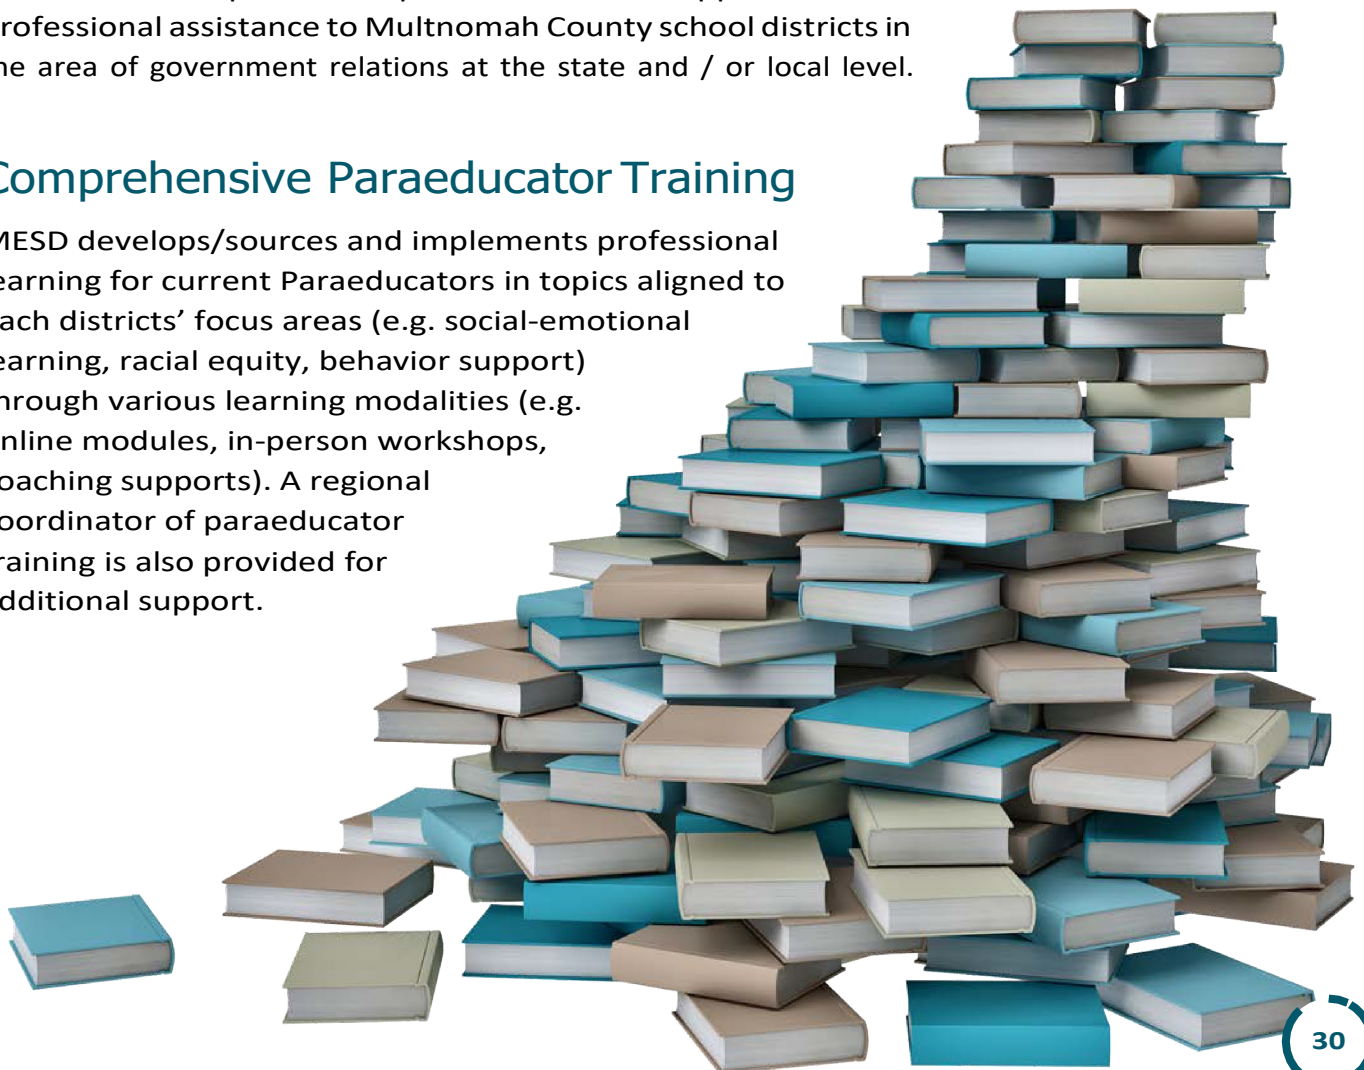 rofessional assistance to Multnomah County school districts in
he area of government relations at the state and / or local level.
Comprehensive Paraeducator Training
MESD develops/sources and implements professional
earning for current Paraeducators in topics aligned to
ach districts’ focus areas (e.g. social-emotional
earning, racial equity, behavior support)
hrough various learning modalities (e.g.
nline modules, in-person workshops,
oaching supports). A regional
oordinator of paraeducator
raining is also provided for
dditional support.
30